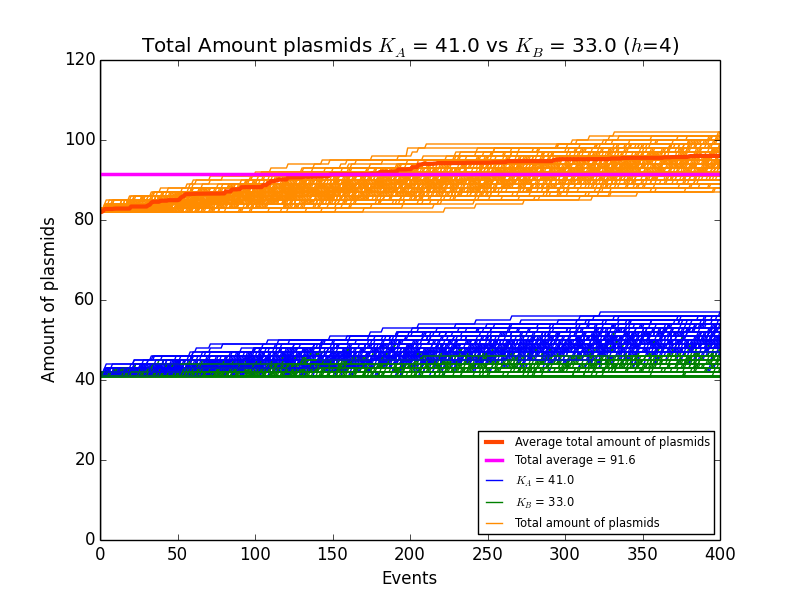 Total Amount plasmids K_A = 41.0 vs K_B = 33.0 (h=4)
120
100
80
60
40
20
0
Amount of plasmids
0 50 100 150 200 250 300 350 400
Events
Average total amount of plasmids
Total average = 91.6
K_A = 41.0
K_B = 33.0
Total amount of plasmids